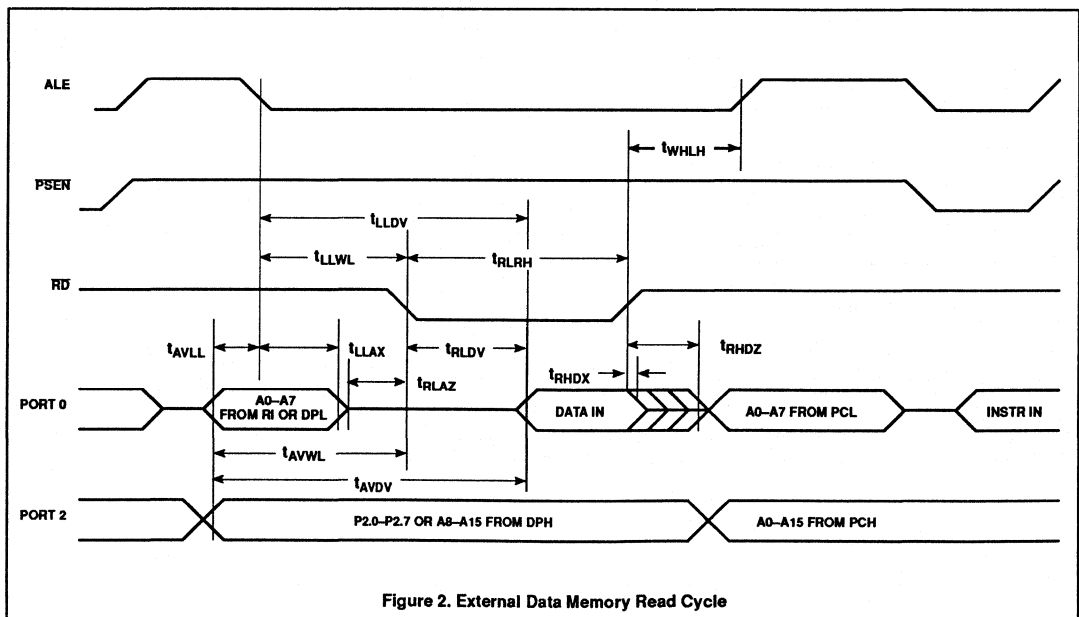 ALE
tWHLH
PSEN
tLLDV
tLLWL
tRLRH
RD
tAVLL
tLLAX
tRLDV
tRHDZ
tRLAZ
tRHDX
PORT 0
A0–A7
FROM RI OR DPL
DATA IN
A0–A7 FROM PCL
INSTR IN
tAVWL
tAVDV
PORT 2
P2.0–P2.7 OR A8–A15 FROM DPH
A0–A15 FROM PCH
Figure 2. External Data Memory Read Cycle